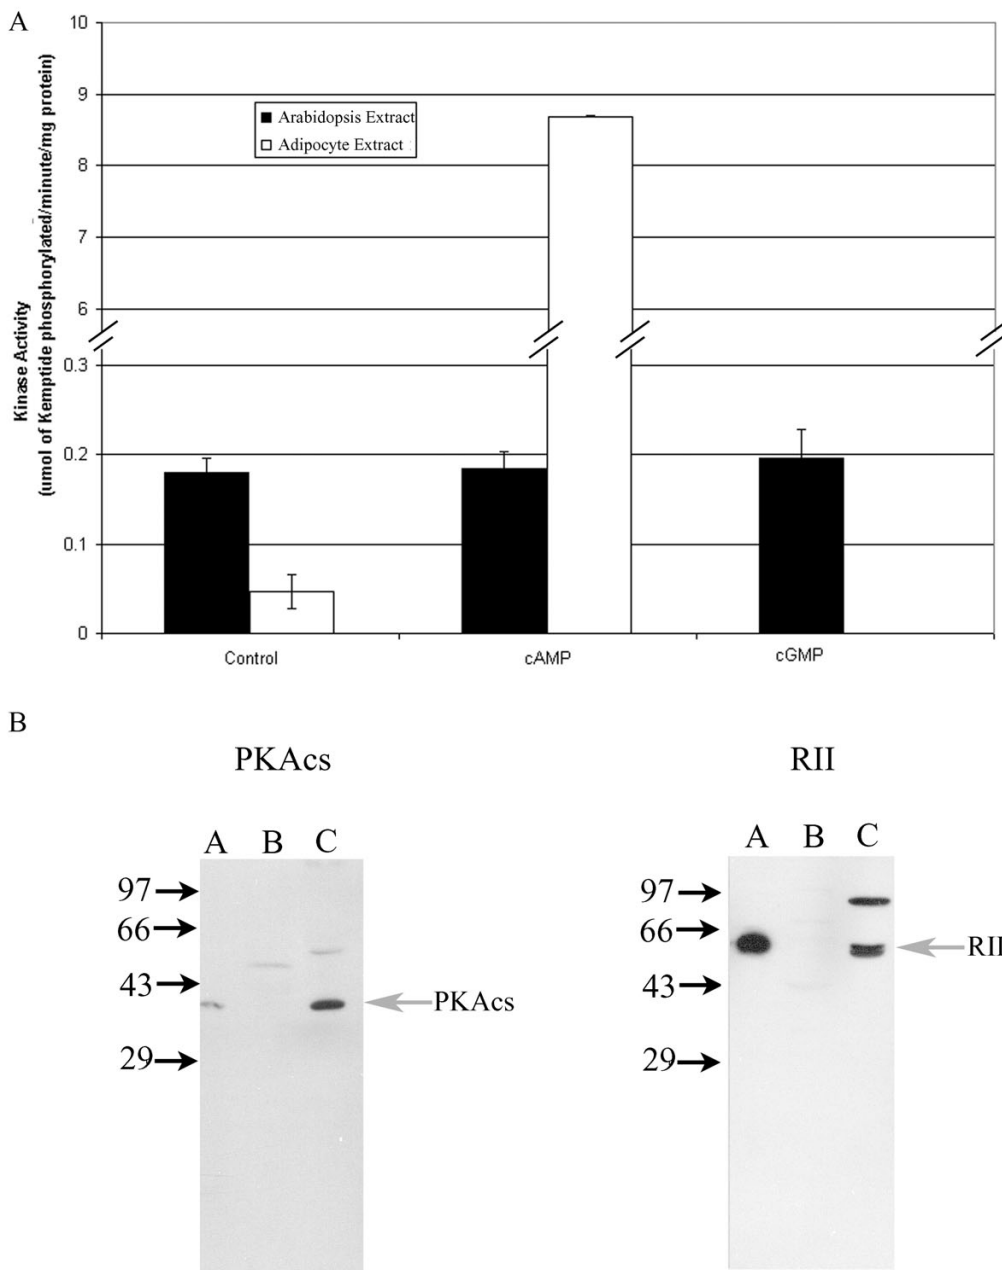 A
10
9
8
7
6
0.3
0.2
0.1
0
Kinase Activity
(umol of Kemptide phosphorylated/minute/mg protein)
Arabidopsis Extract
Adipocyte Extract
Control
cAMP
cGMP
B
PKAcs
A B C
97
66
43
29
PKAcs
RII
A B C
97
66
43
29
RII